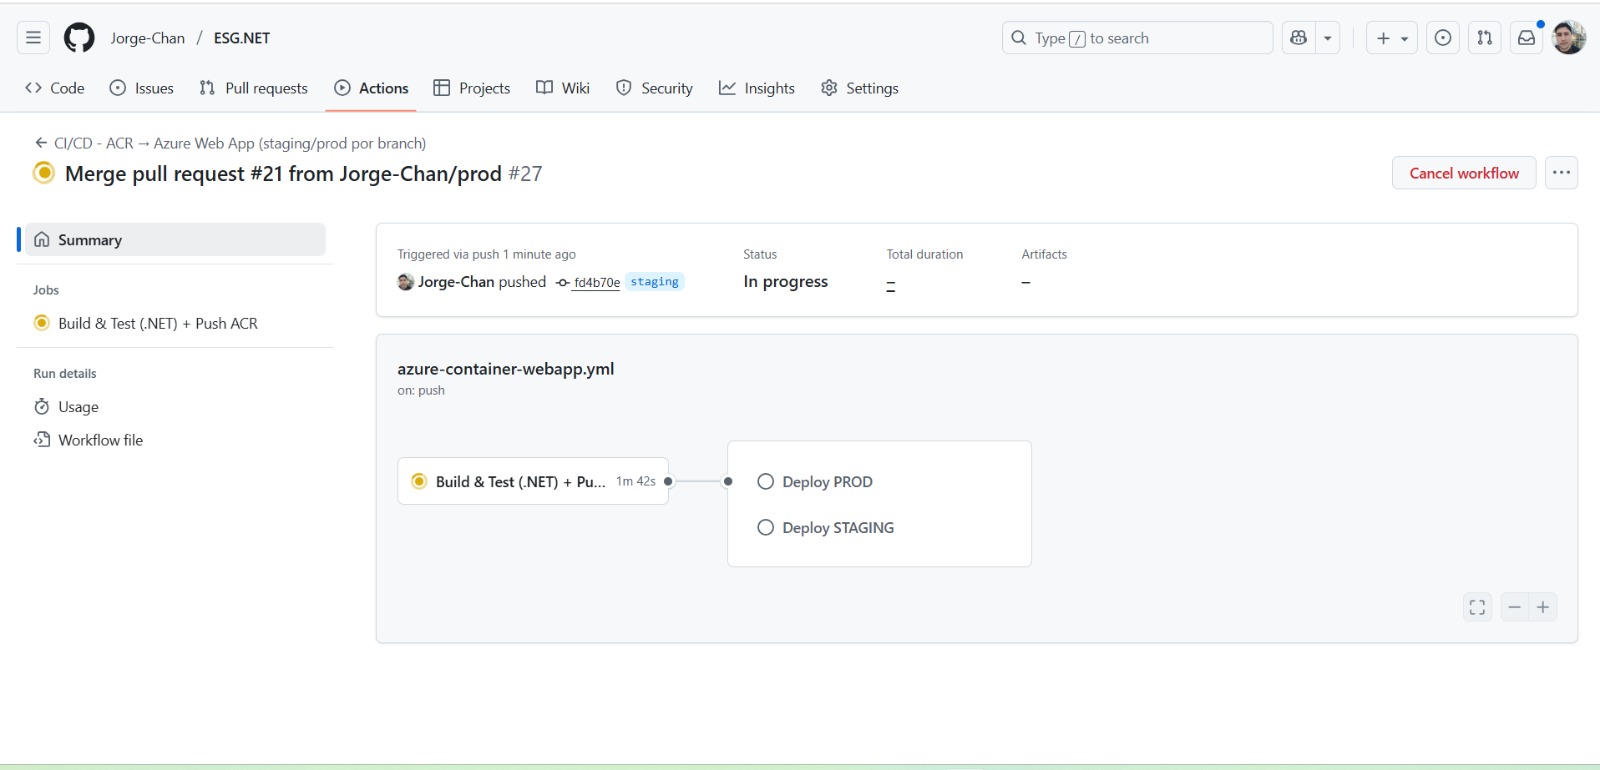 Jorge-Chan / ESG.NET
Type / to search
Code
Issues
Pull requests
Actions
Projects
Wiki
Security
Insights
Settings
← CI/CD - ACR → Azure Web App (staging/prod por branch)
Merge pull request #21 from Jorge-Chan/prod #27
Cancel workflow
Summary
Jobs
Build & Test (.NET) + Push ACR
Run details
Usage
Workflow file
Triggered via push 1 minute ago
Jorge-Chan pushed fd4b70e staging
Status
In progress
Total duration
–
Artifacts
–
azure-container-webapp.yml
on: push
Build & Test (.NET) + Pu... 1m 42s
Deploy PROD
Deploy STAGING